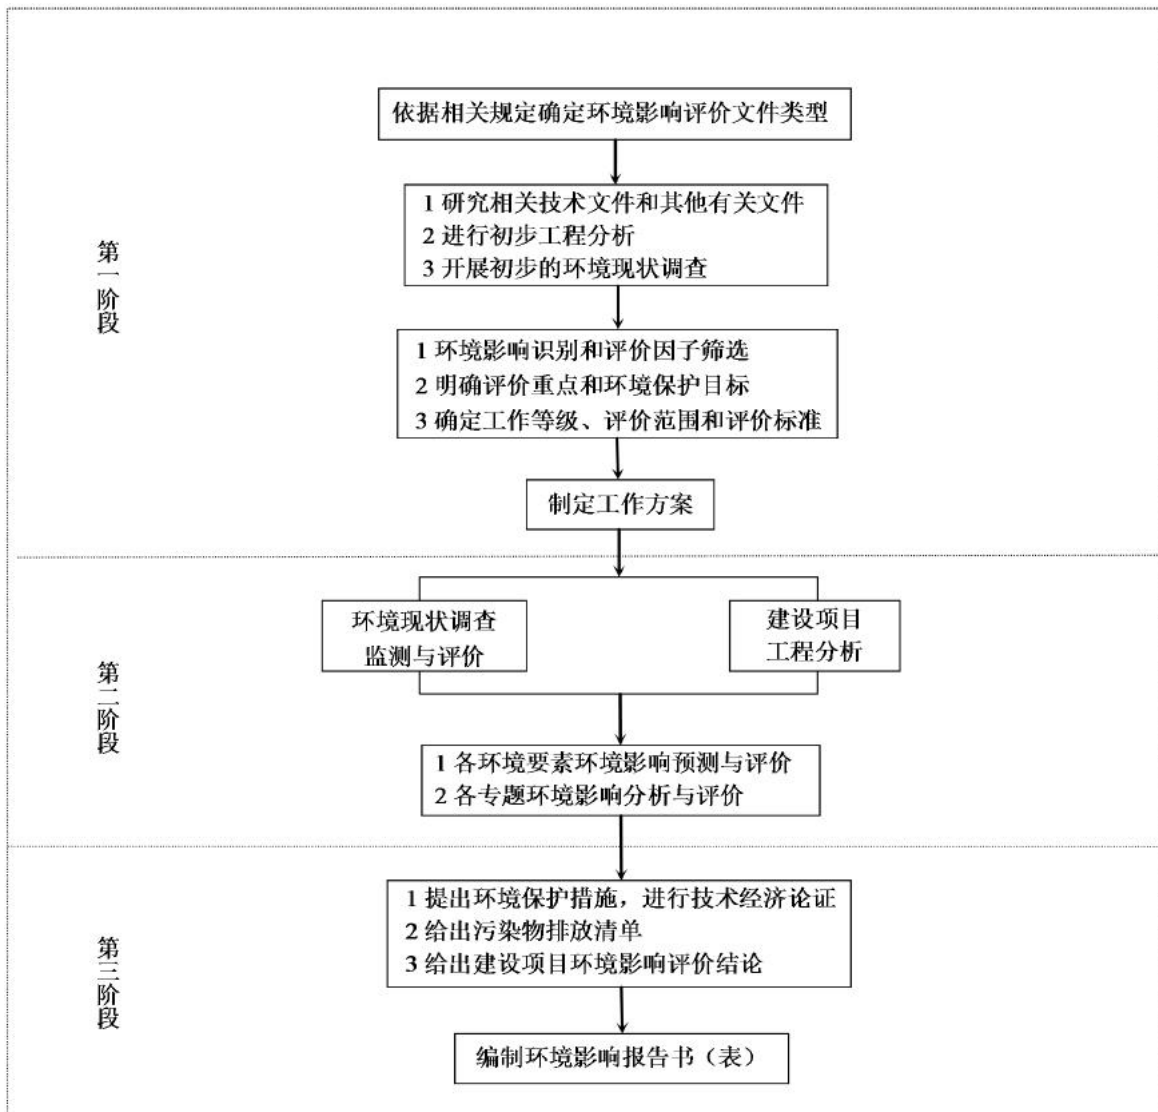 第一阶段
依据相关规定确定环境影响评价文件类型
1 研究相关技术文件和其他有关文件
2 进行初步工程分析
3 开展初步的环境现状调查
1 环境影响识别和评价因子筛选
2 明确评价重点和环境保护目标
3 确定工作等级、评价范围和评价标准
制定工作方案
第二阶段
环境现状调查
监测与评价
建设项目
工程分析
1 各环境要素环境影响预测与评价
2 各专题环境影响分析与评价
第三阶段
1 提出环境保护措施，进行技术经济论证
2 给出污染物排放清单
3 给出建设项目环境影响评价结论
编制环境影响报告书（表）